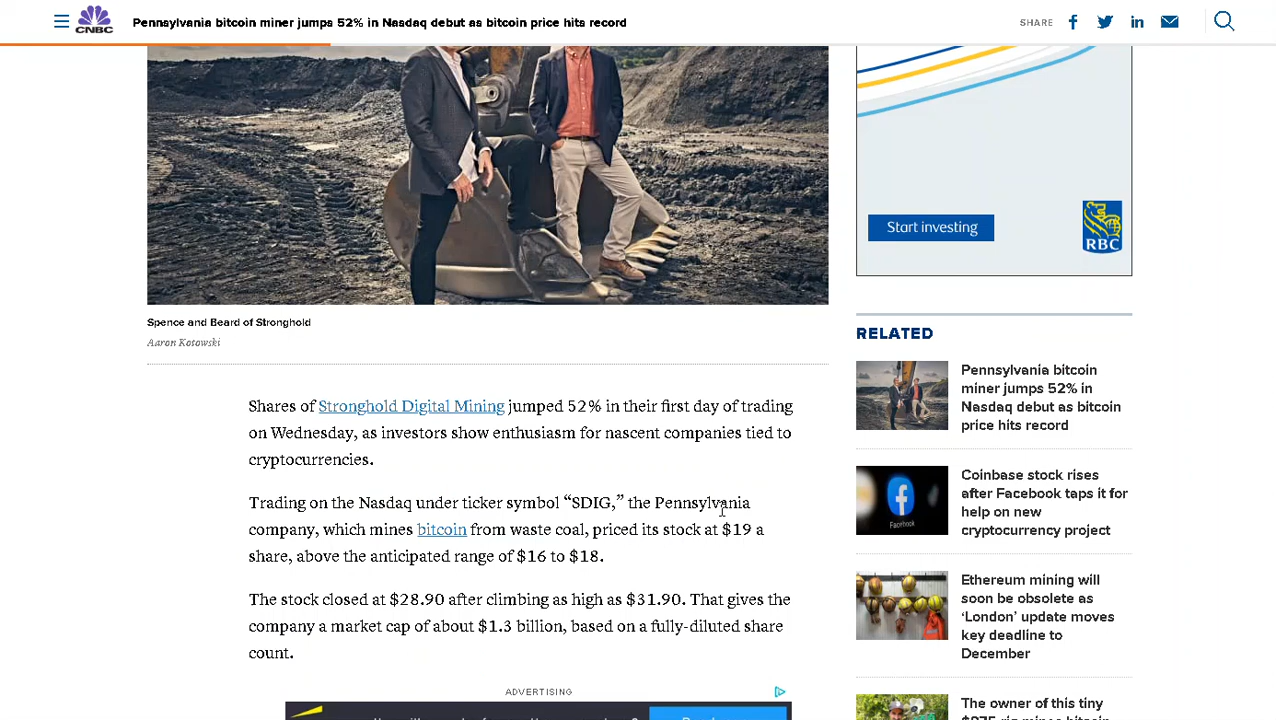 CNBC
Pennsylvania bitcoin miner jumps 52% in Nasdaq debut as bitcoin price hits record
SHARE
Spence and Beard of Stronghold
Aaron Kotowski
Shares of Stronghold Digital Mining jumped 52% in their first day of trading
on Wednesday, as investors show enthusiasm for nascent companies tied to
cryptocurrencies.
Trading on the Nasdaq under ticker symbol “SDIG,” the Pennsylvania
company, which mines bitcoin from waste coal, priced its stock at $19 a
share, above the anticipated range of $16 to $18.
The stock closed at $28.90 after climbing as high as $31.90. That gives the
company a market cap of about $1.3 billion, based on a fully-diluted share
count.
ADVERTISING
Start investing
RBC
RELATED
Pennsylvania bitcoin
miner jumps 52% in
Nasdaq debut as bitcoin
price hits record
Facebook
Coinbase stock rises
after Facebook taps it for
help on new
cryptocurrency project
Ethereum mining will
soon be obsolete as
‘London’ update moves
key deadline to
December
The owner of this tiny